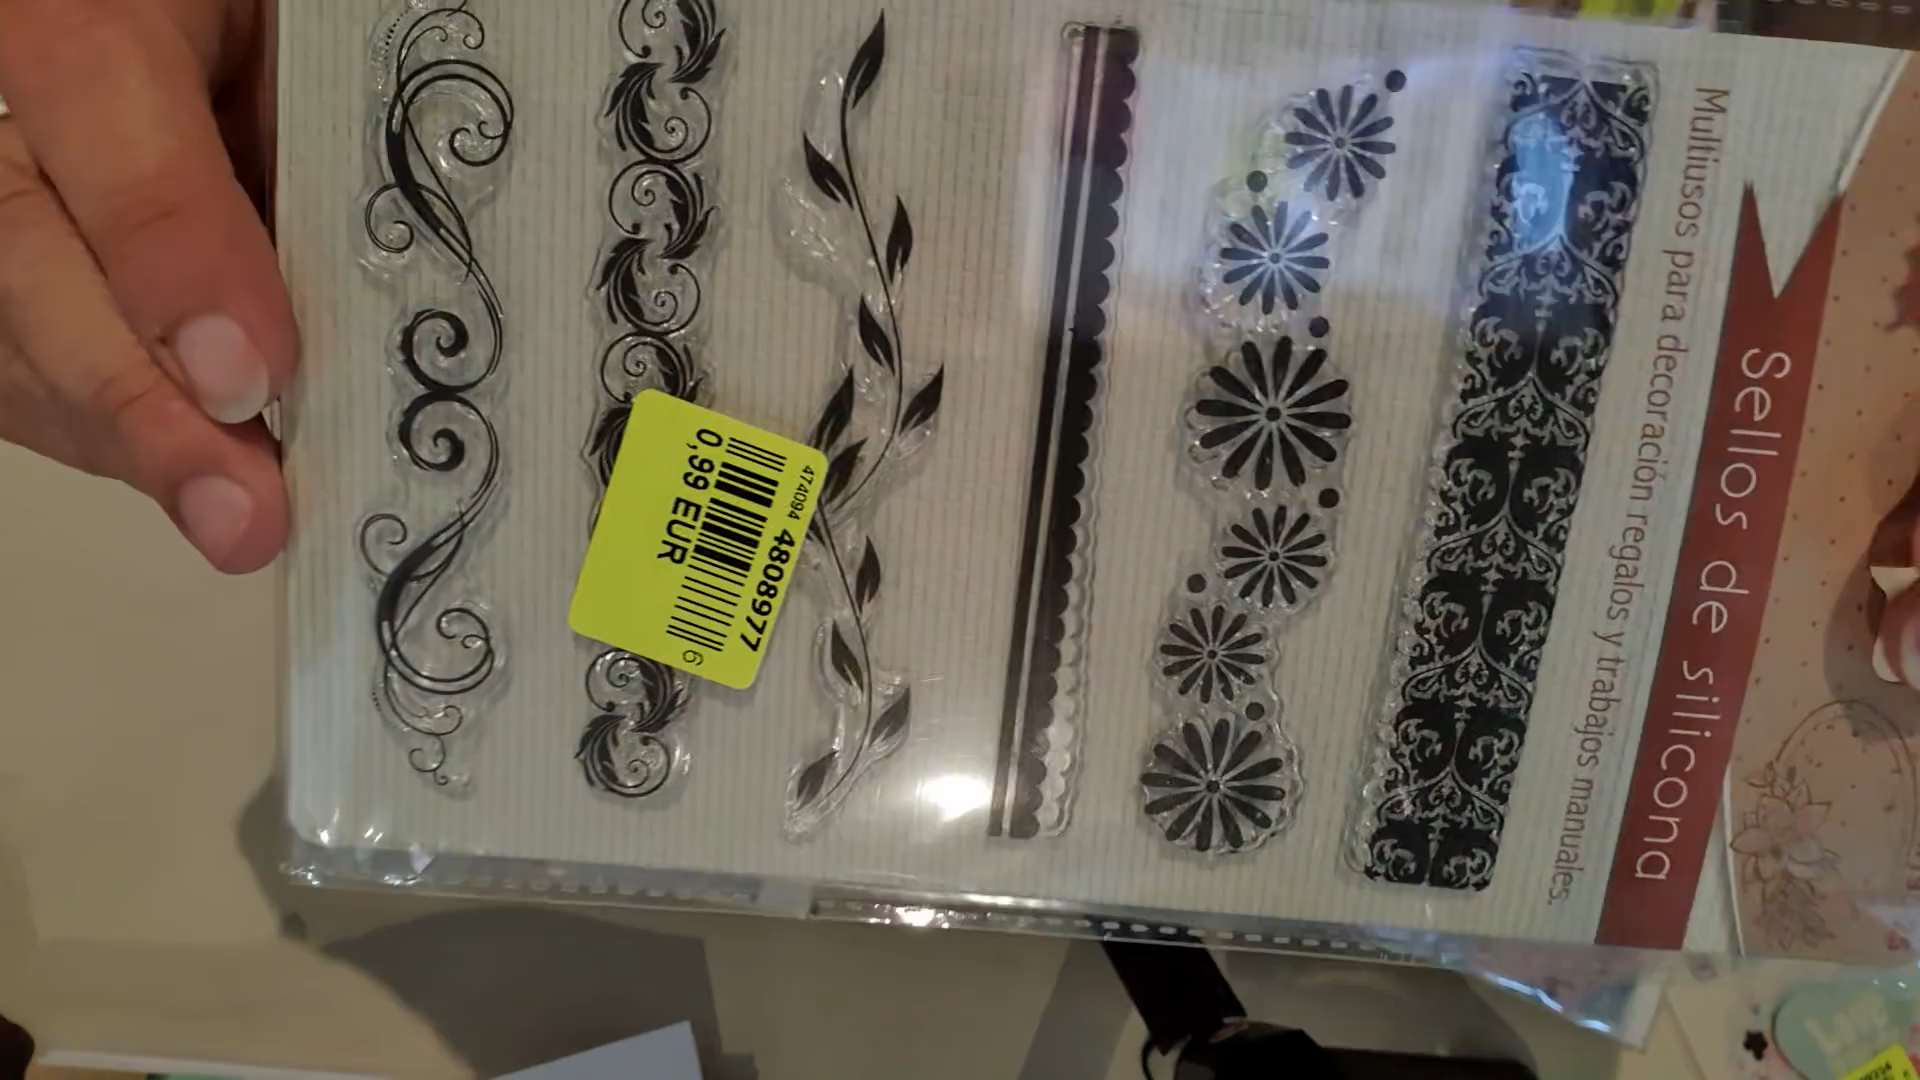 Sellos de silicona
Multiusos para decoración regalos y trabajos manuales.
474094 4808977
6
0,99 EUR